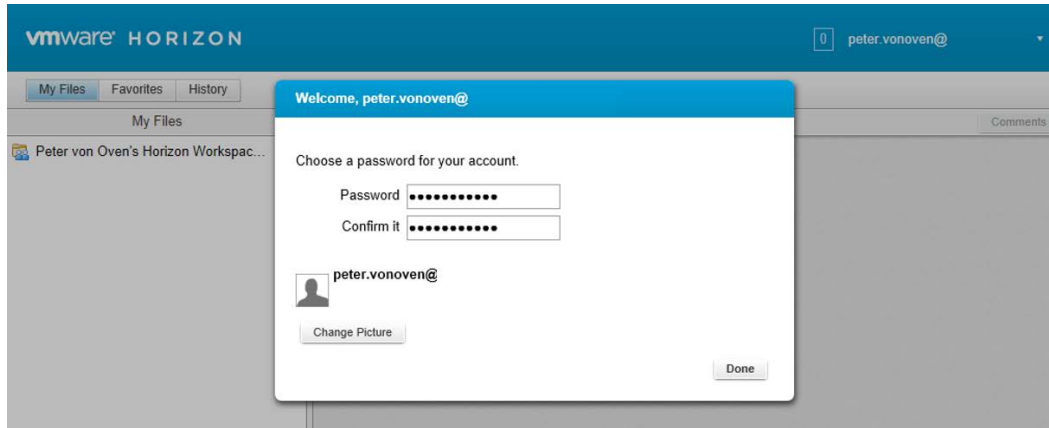 vmware HORIZON
0 peter.vonoven@
My Files Favorites History
My Files
Comments
Peter von Oven's Horizon Workspac...
Welcome, peter.vonoven@
Choose a password for your account.
Password •••••••••••
Confirm it •••••••••••
peter.vonoven@
Change Picture
Done